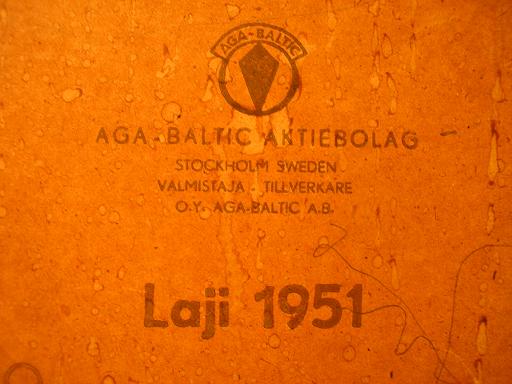 AGA-BALTIC
AGA-BALTIC AKTIEBOLAG
STOCKHOLM SWEDEN
VALMISTAJA - TILLVERKARE
O.Y. AGA-BALTIC A.B.
Laji 1951